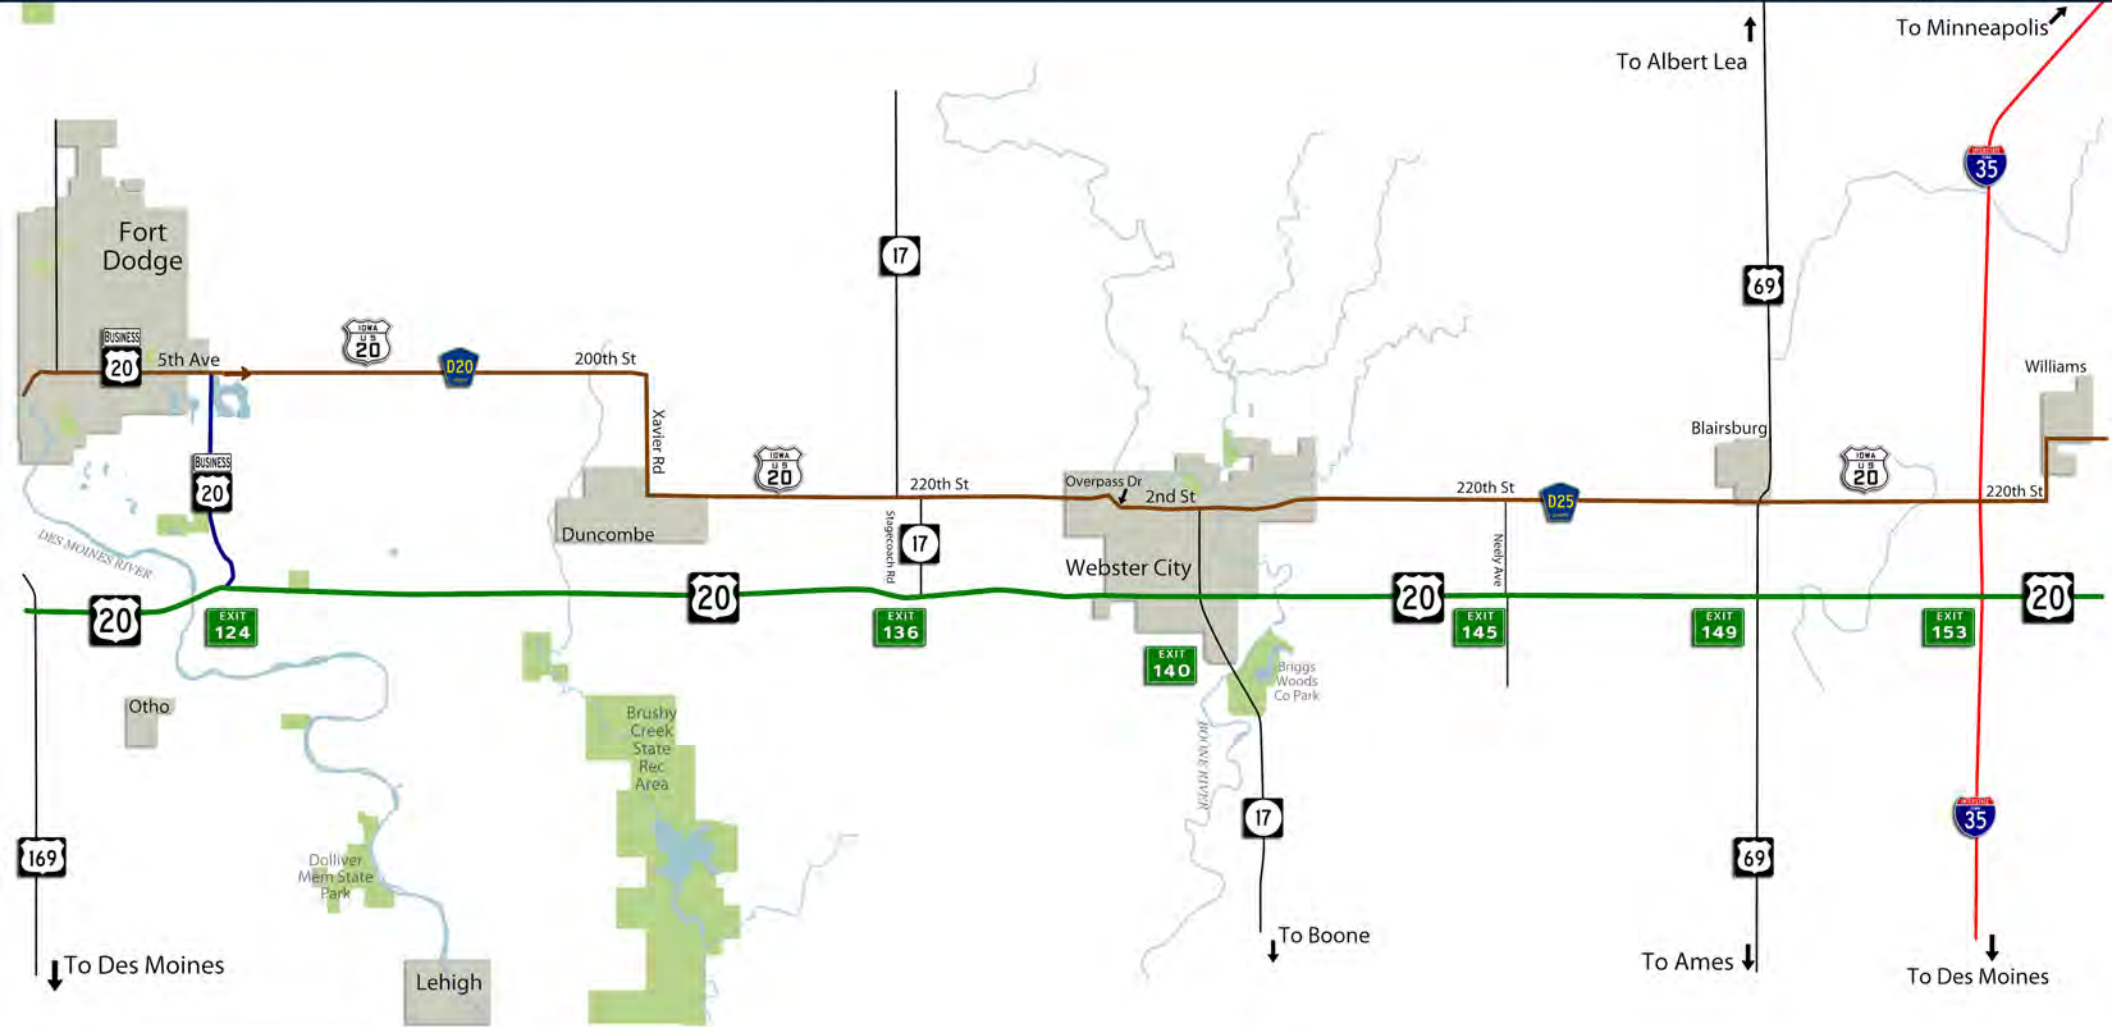 To Minneapolis
To Albert Lea
INTERSTATE
35
Fort
Dodge
17
69
BUSINESS
20
5th Ave
IOWA
US
20
D20
200th St
Williams
Xavier Rd
Blairsburg
BUSINESS
20
IOWA
US
20
220th St
Overpass Dr
2nd St
220th St
D25
IOWA
US
20
220th St
Duncombe
Stagecoach Rd
17
Neely Ave
DES MOINES RIVER
Webster City
20
20
20
20
EXIT
124
EXIT
136
EXIT
140
EXIT
145
EXIT
149
EXIT
153
Briggs
Woods
Co Park
Otho
Brushy
Creek
State
Rec
Area
BOONE RIVER
17
INTERSTATE
35
169
Dolliver
Mem State
Park
69
To Des Moines
Lehigh
To Boone
To Ames
To Des Moines